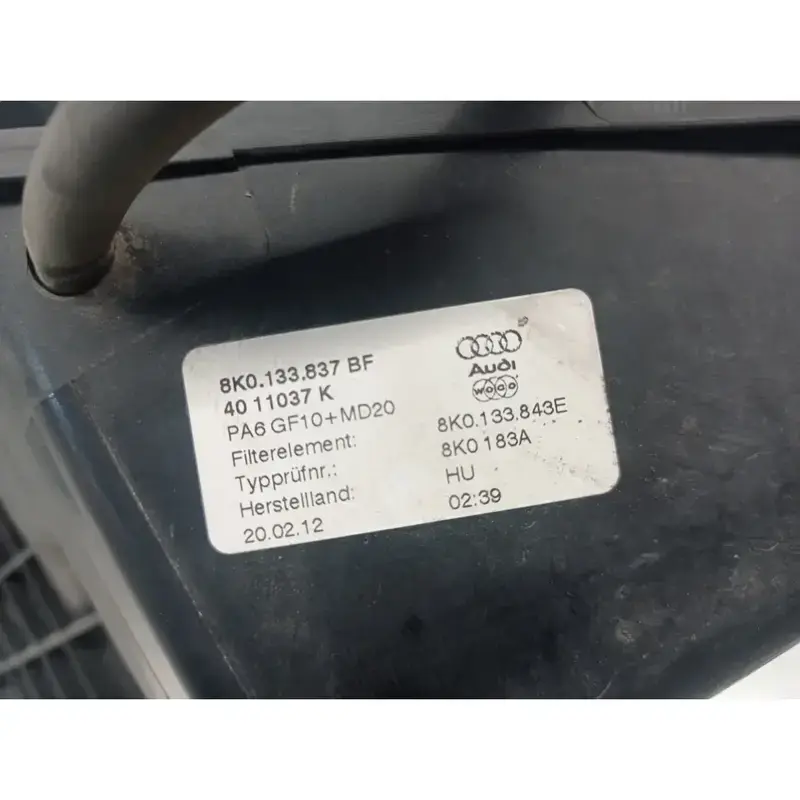 8K0.133.837 BF
40 11037 K
PA6 GF10+MD20
Filterelement: 8K0.133.843E
Typprüfnr.: 8K0 183A
Herstellland: HU
20.02.12 02:39
Audi